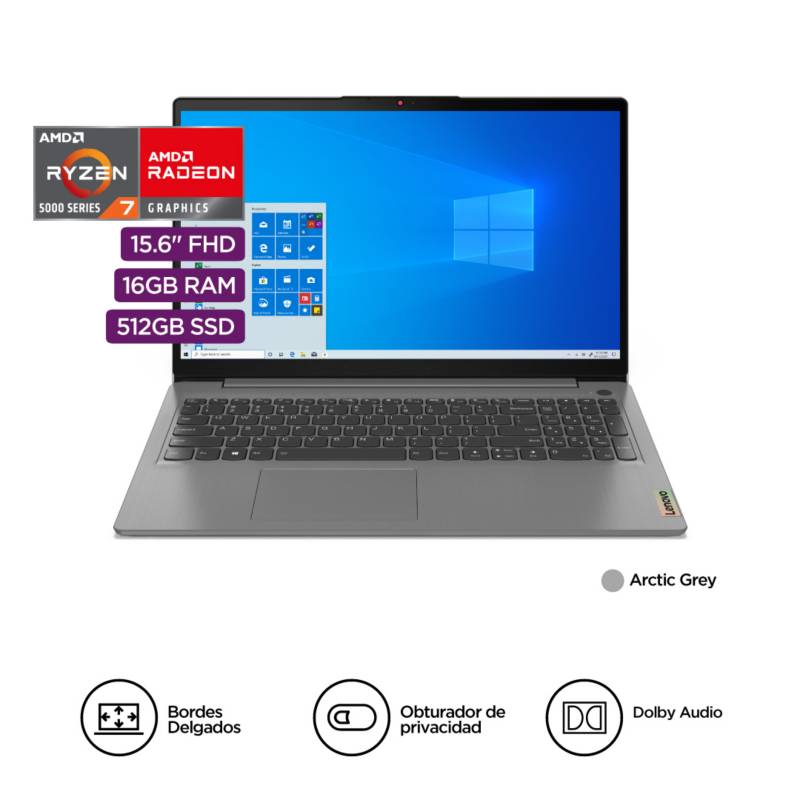 AMD
RYZEN
5000 SERIES 7
AMD
RADEON
GRAPHICS
15.6" FHD
16GB RAM
512GB SSD
Lenovo
Arctic Grey
Bordes
Delgados
Obturador de
privacidad
Dolby Audio